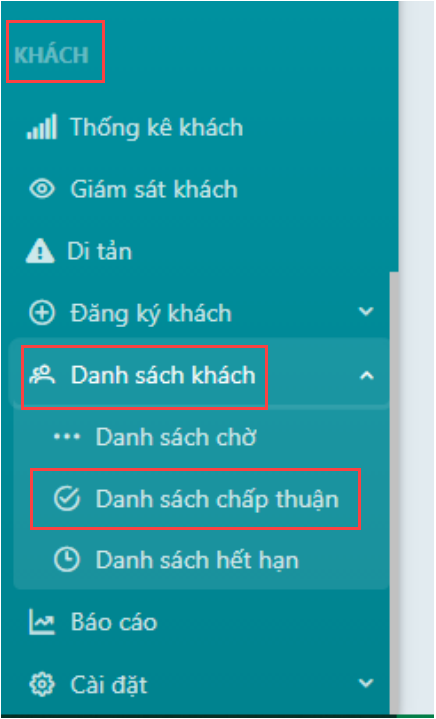 KHÁCH
Thống kê khách
Giám sát khách
Di tản
Đăng ký khách
Danh sách khách
Danh sách chờ
Danh sách chấp thuận
Danh sách hết hạn
Báo cáo
Cài đặt